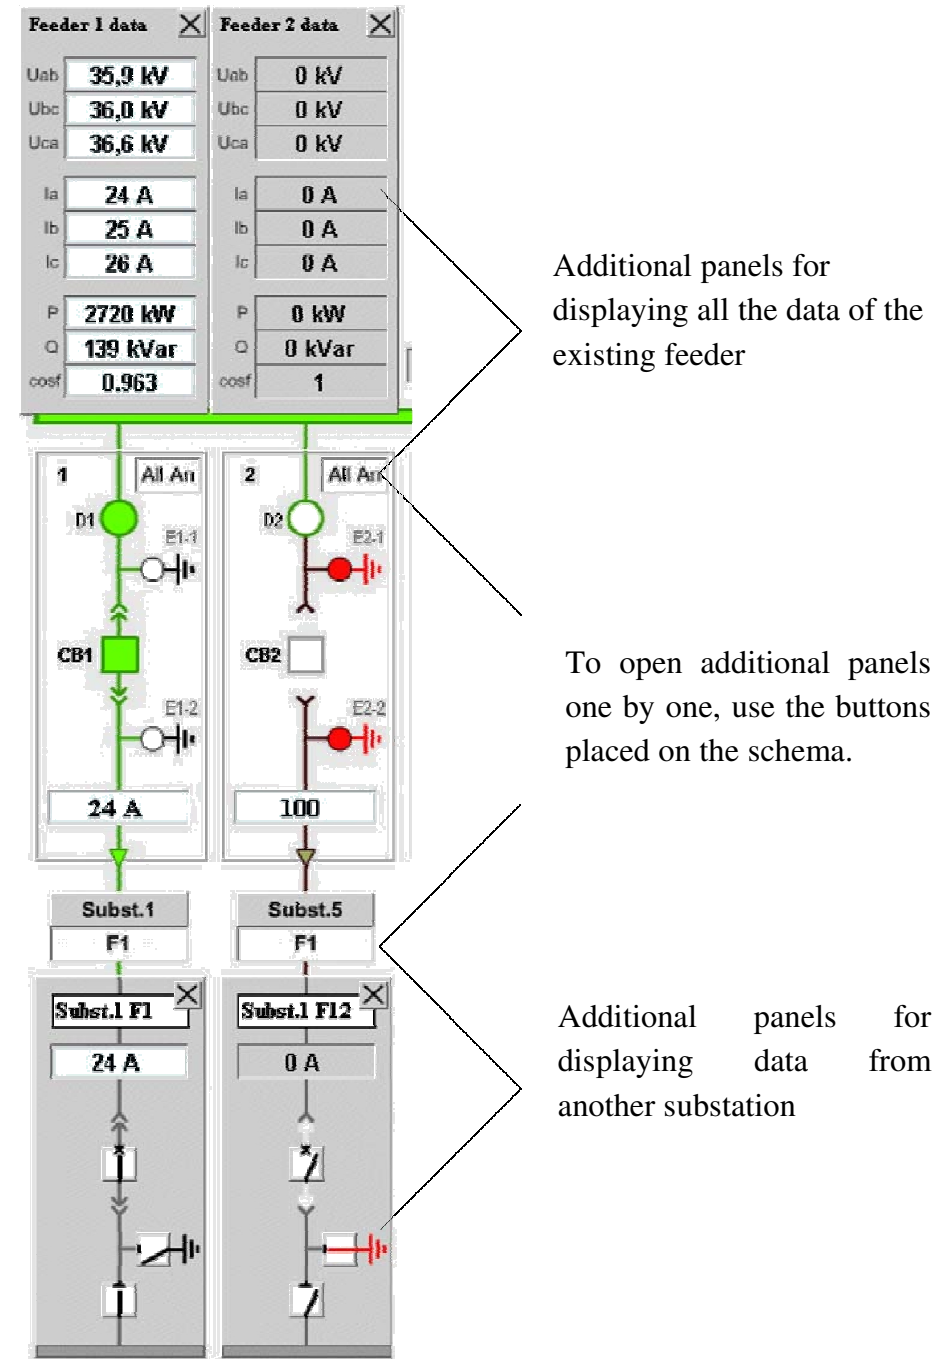 Feeder 1 data
Feeder 2 data
Uab 35,9 kV
Uab 0 kV
Ubc 36,0 kV
Ubc 0 kV
Uca 36,6 kV
Uca 0 kV
Ia 24 A
Ia 0 A
Ib 25 A
Ib 0 A
Ic 26 A
Ic 0 A
P 2720 kW
P 0 kW
Q 139 kVar
Q 0 kVar
cosf 0.963
cosf 1
Additional panels for
displaying all the data of the
existing feeder
1 All An
2 All An
D1
D2
E1-1
E2-1
CB1
CB2
E1-2
E2-2
24 A
100
To open additional panels
one by one, use the buttons
placed on the schema.
Subst.1
Subst.5
F1
F1
Subst.1 F1
Subst.1 F12
24 A
0 A
Additional panels for
displaying data from
another substation